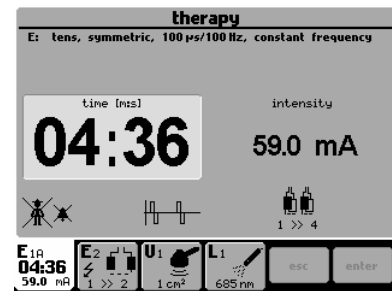 therapy
E: tens, symmetric, 100 µs/100 Hz, constant frequency
time [m:s]
intensity
04:36
59.0 mA
1 >> 4
E1A
04:36
59.0 mA
E2
1 >> 2
U1
1 cm²
L1
685 nm
esc
enter